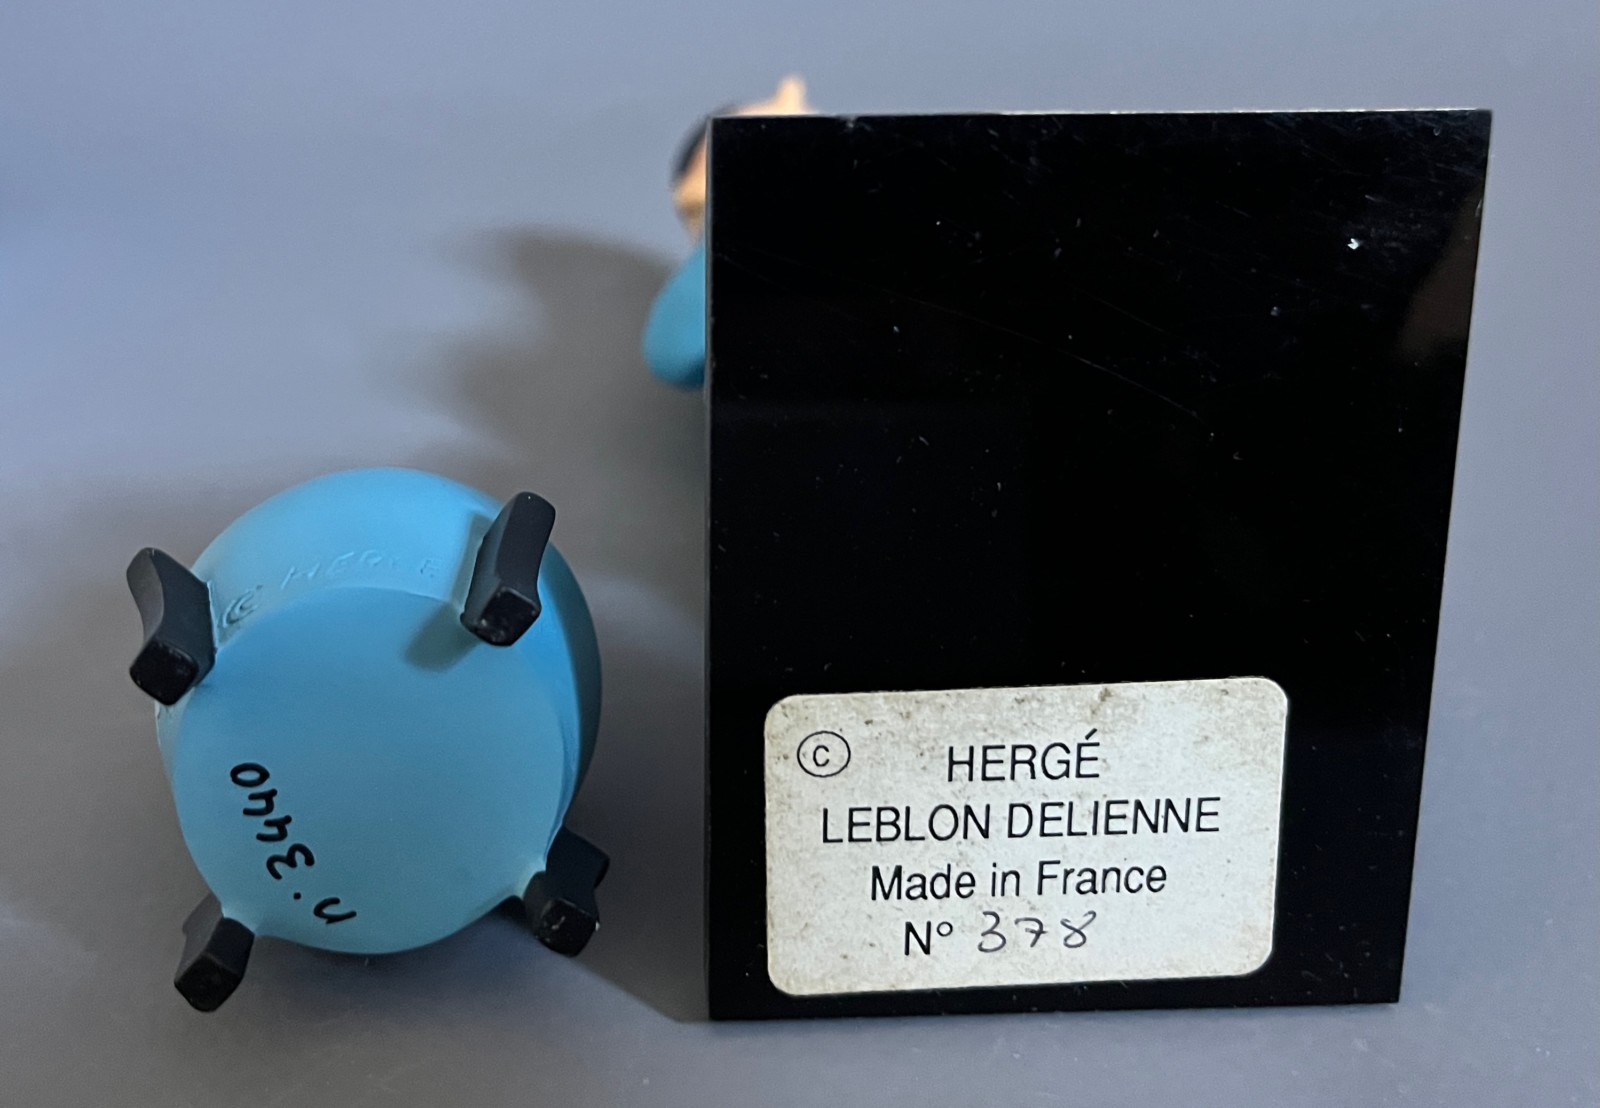 © HERGÉ
n. 3440
© HERGÉ
LEBLON DELIENNE
Made in France
N° 378